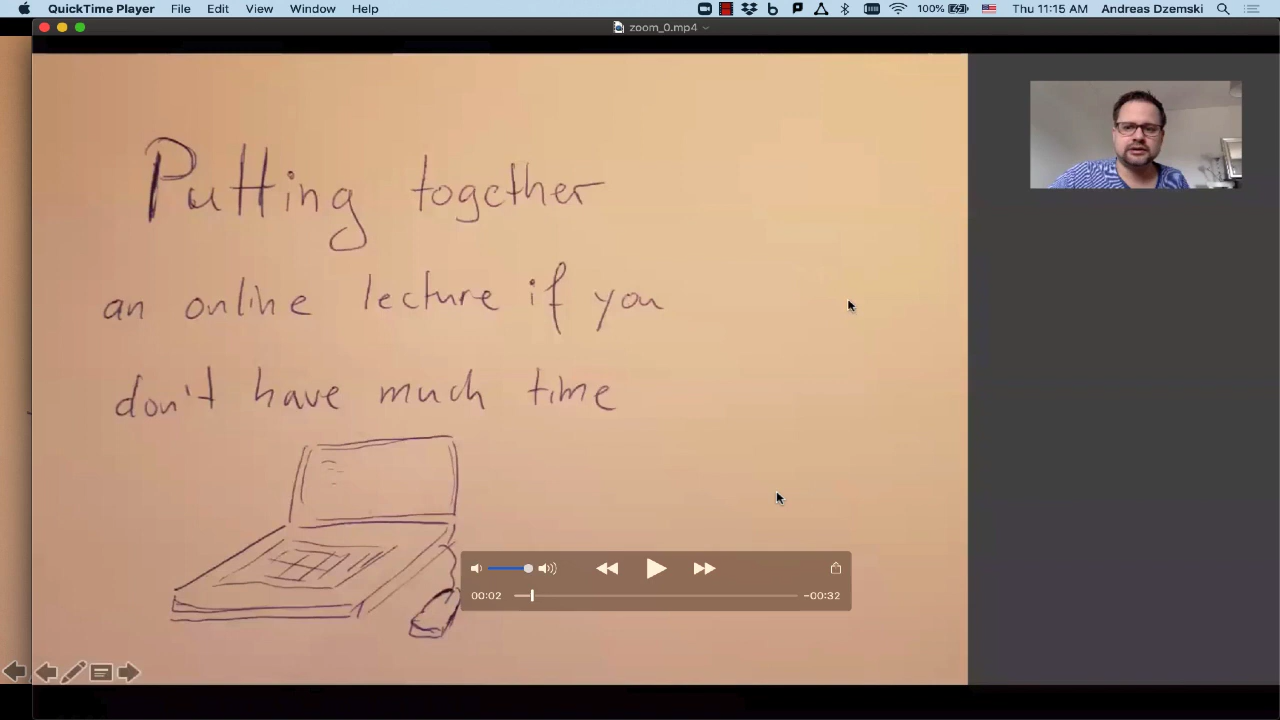 QuickTime Player File Edit View Window Help 100% Thu 11:15 AM Andreas Dzemski
zoom_0.mp4
Putting together
an online lecture if you
don't have much time
00:02 -00:32